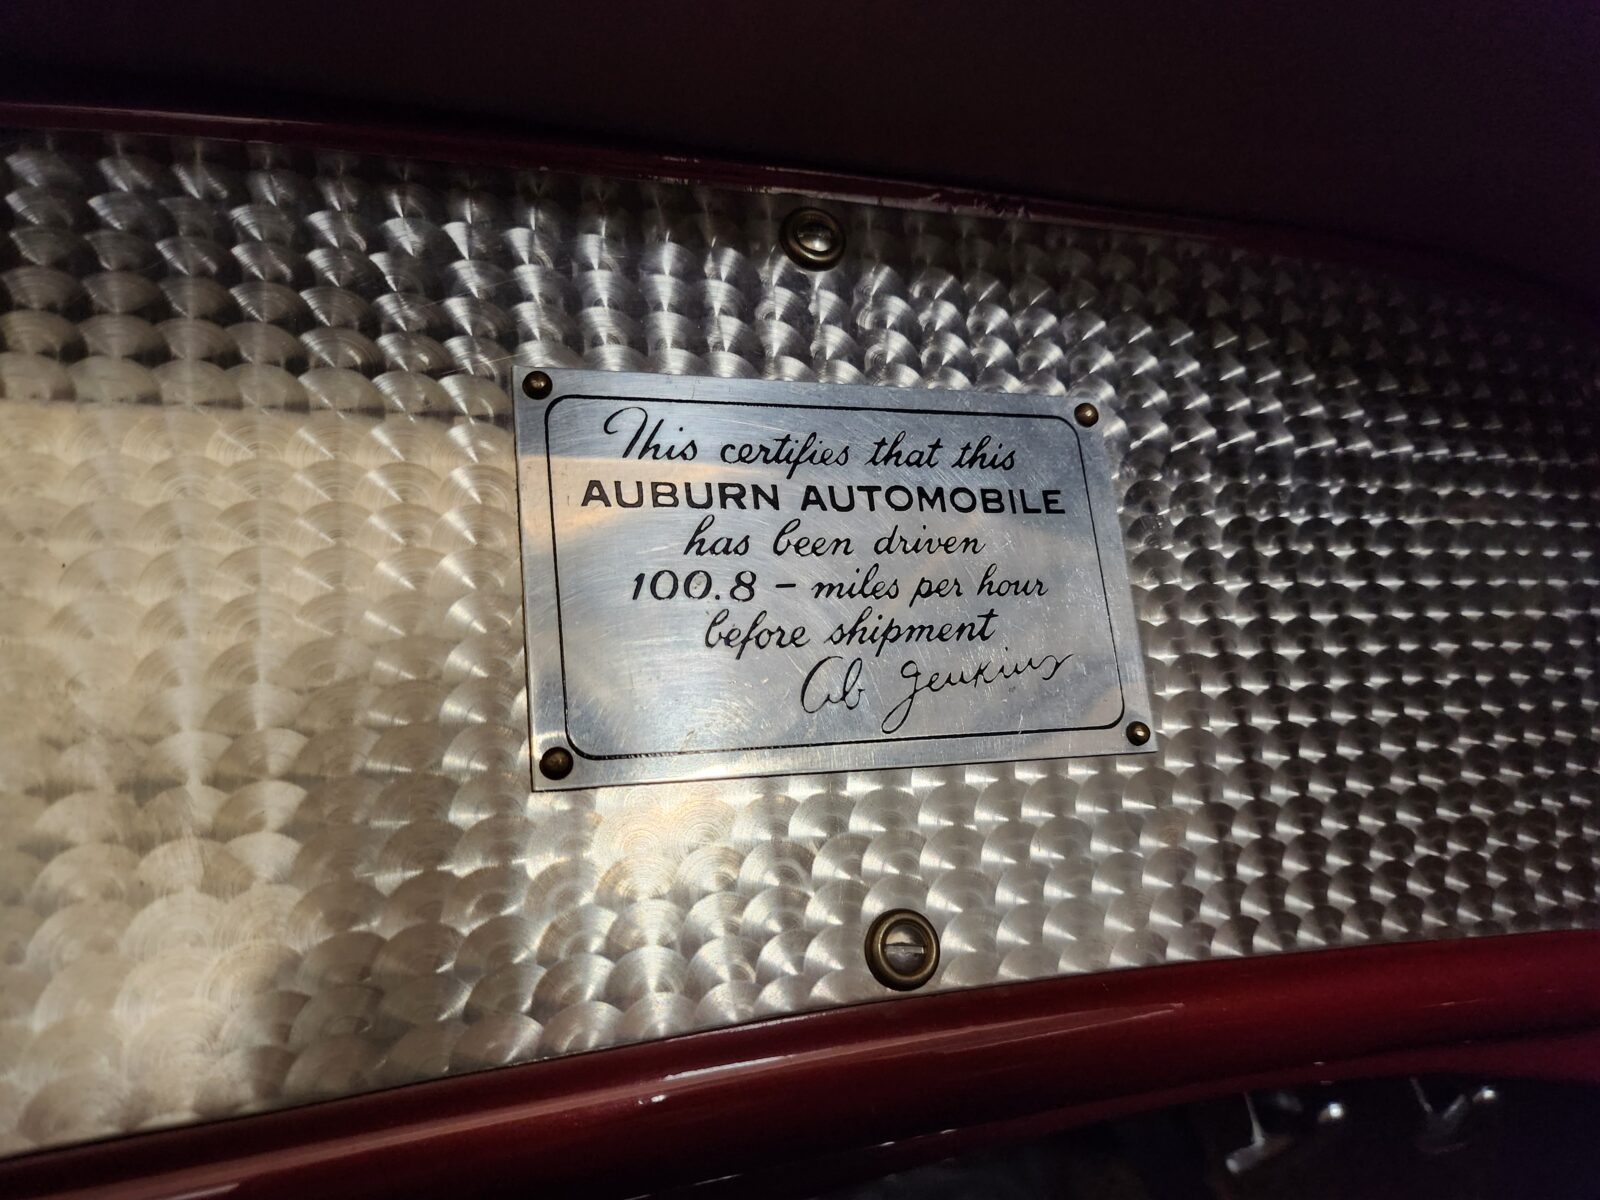 This certifies that this
AUBURN AUTOMOBILE
has been driven
100.8 – miles per hour
before shipment
Ab Jenkins